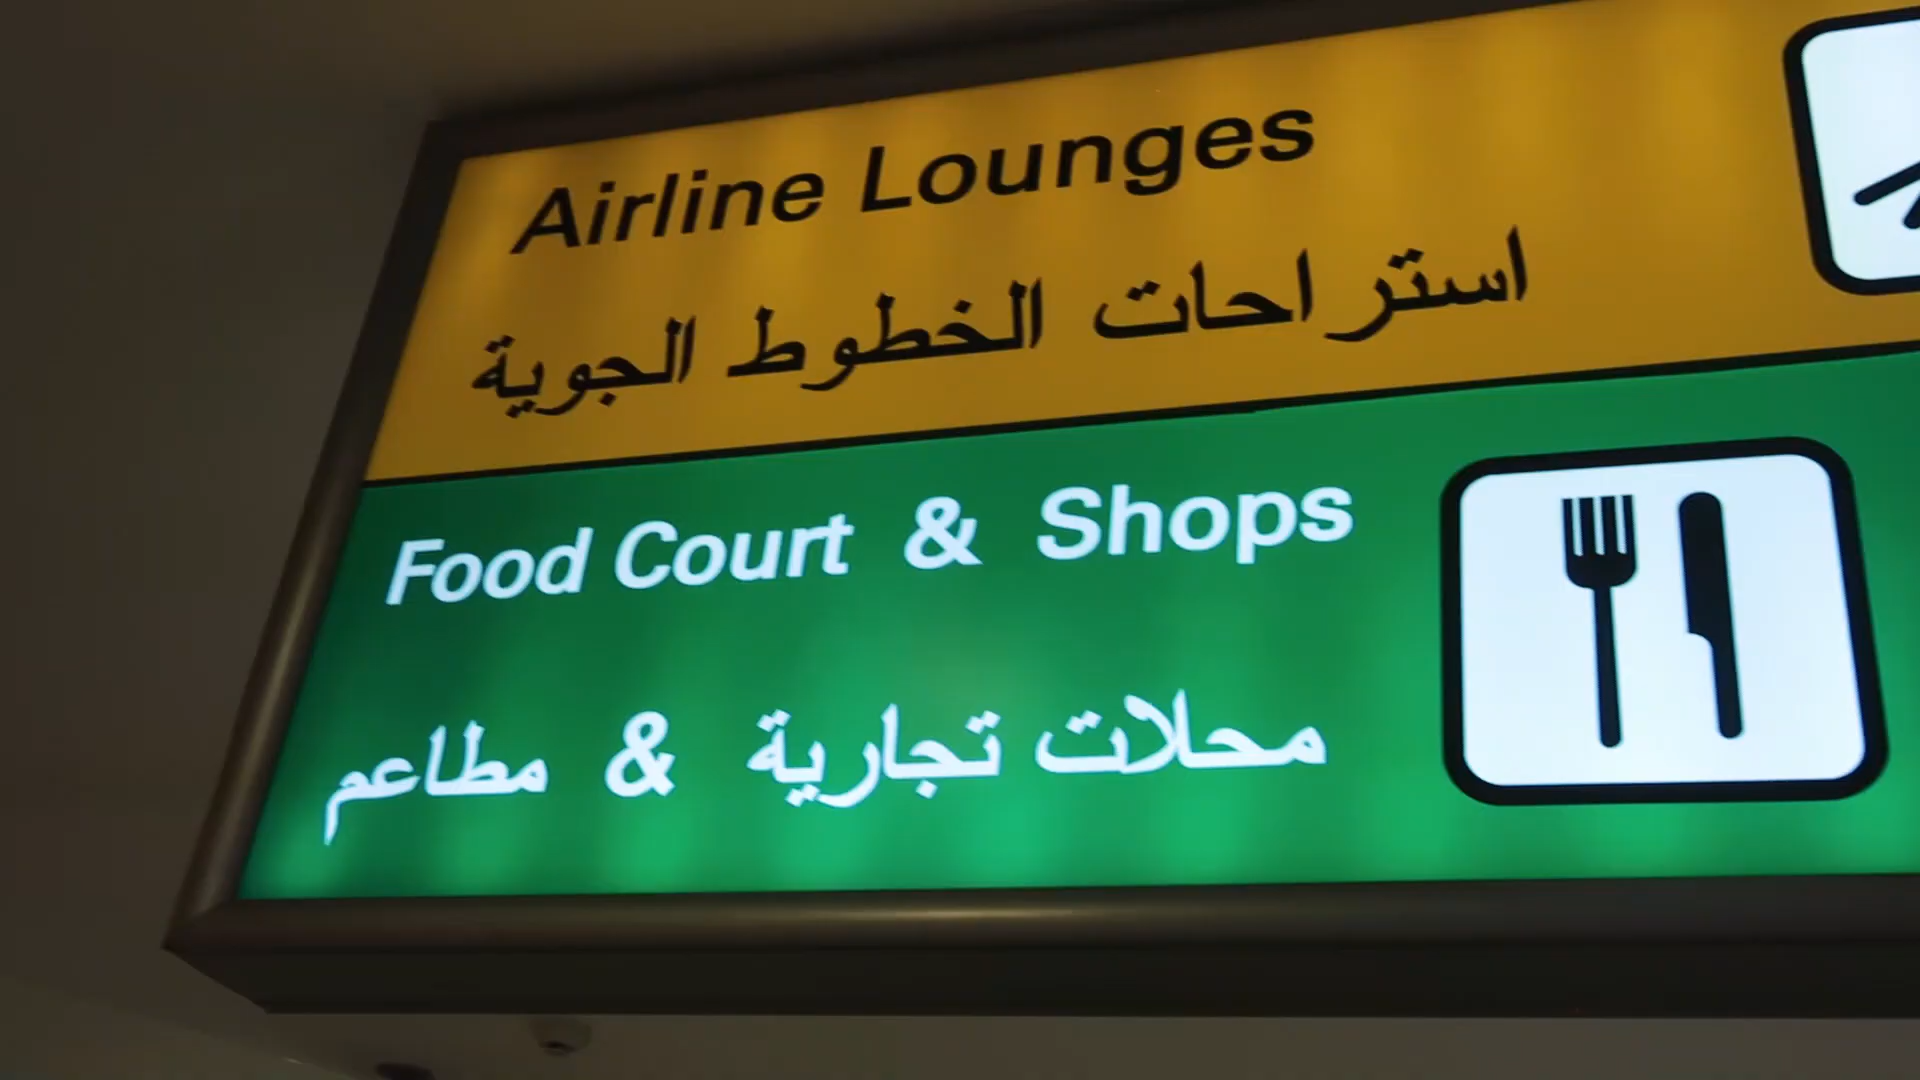 Airline Lounges
استراحات الخطوط الجوية
Food Court & Shops
محلات تجارية & مطاعم